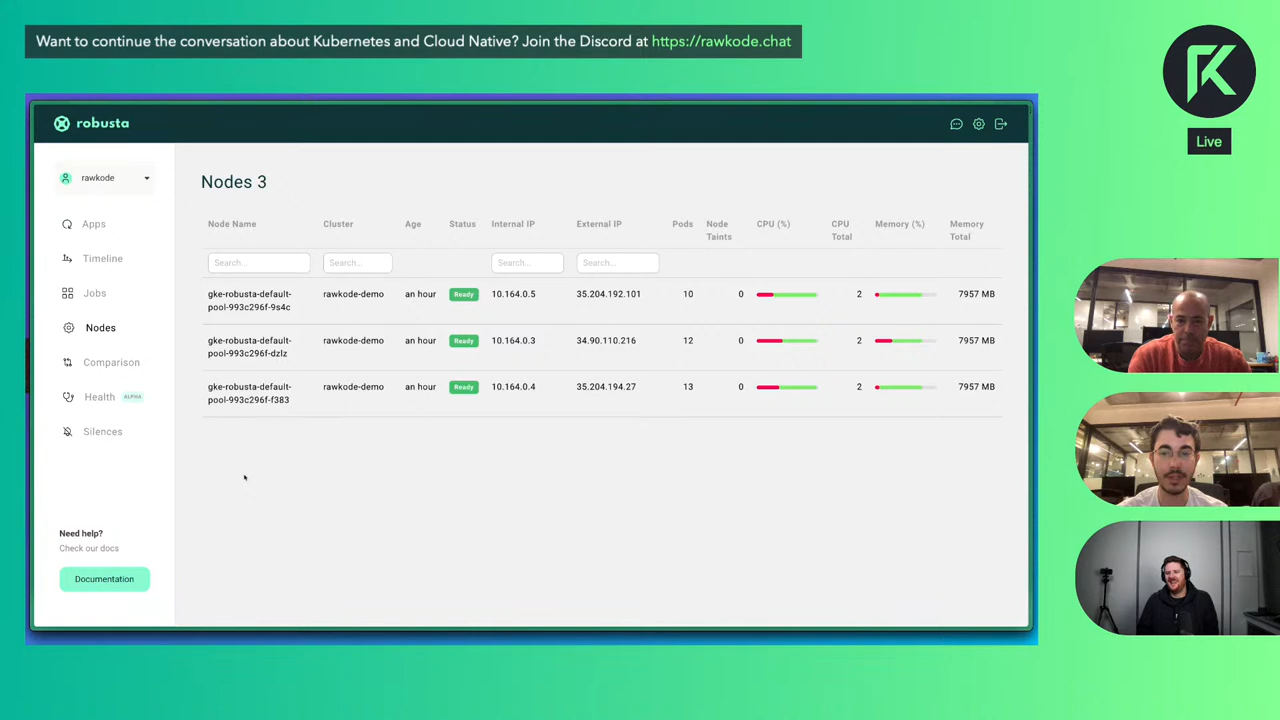 Want to continue the conversation about Kubernetes and Cloud Native? Join the Discord at https://rawkode.chat
Live
robusta
rawkode
Apps
Timeline
Jobs
Nodes
Comparison
Health ALPHA
Silences
Need help?
Check our docs
Documentation
Nodes 3
Node Name Cluster Age Status Internal IP External IP Pods Node Taints CPU (%) CPU Total Memory (%) Memory Total
Search... Search... Search... Search...
gke-robusta-default-pool-993c296f-9s4c rawkode-demo an hour Ready 10.164.0.5 35.204.192.101 10 0 2 7957 MB
gke-robusta-default-pool-993c296f-dzlz rawkode-demo an hour Ready 10.164.0.3 34.90.110.216 12 0 2 7957 MB
gke-robusta-default-pool-993c296f-f383 rawkode-demo an hour Ready 10.164.0.4 35.204.194.27 13 0 2 7957 MB